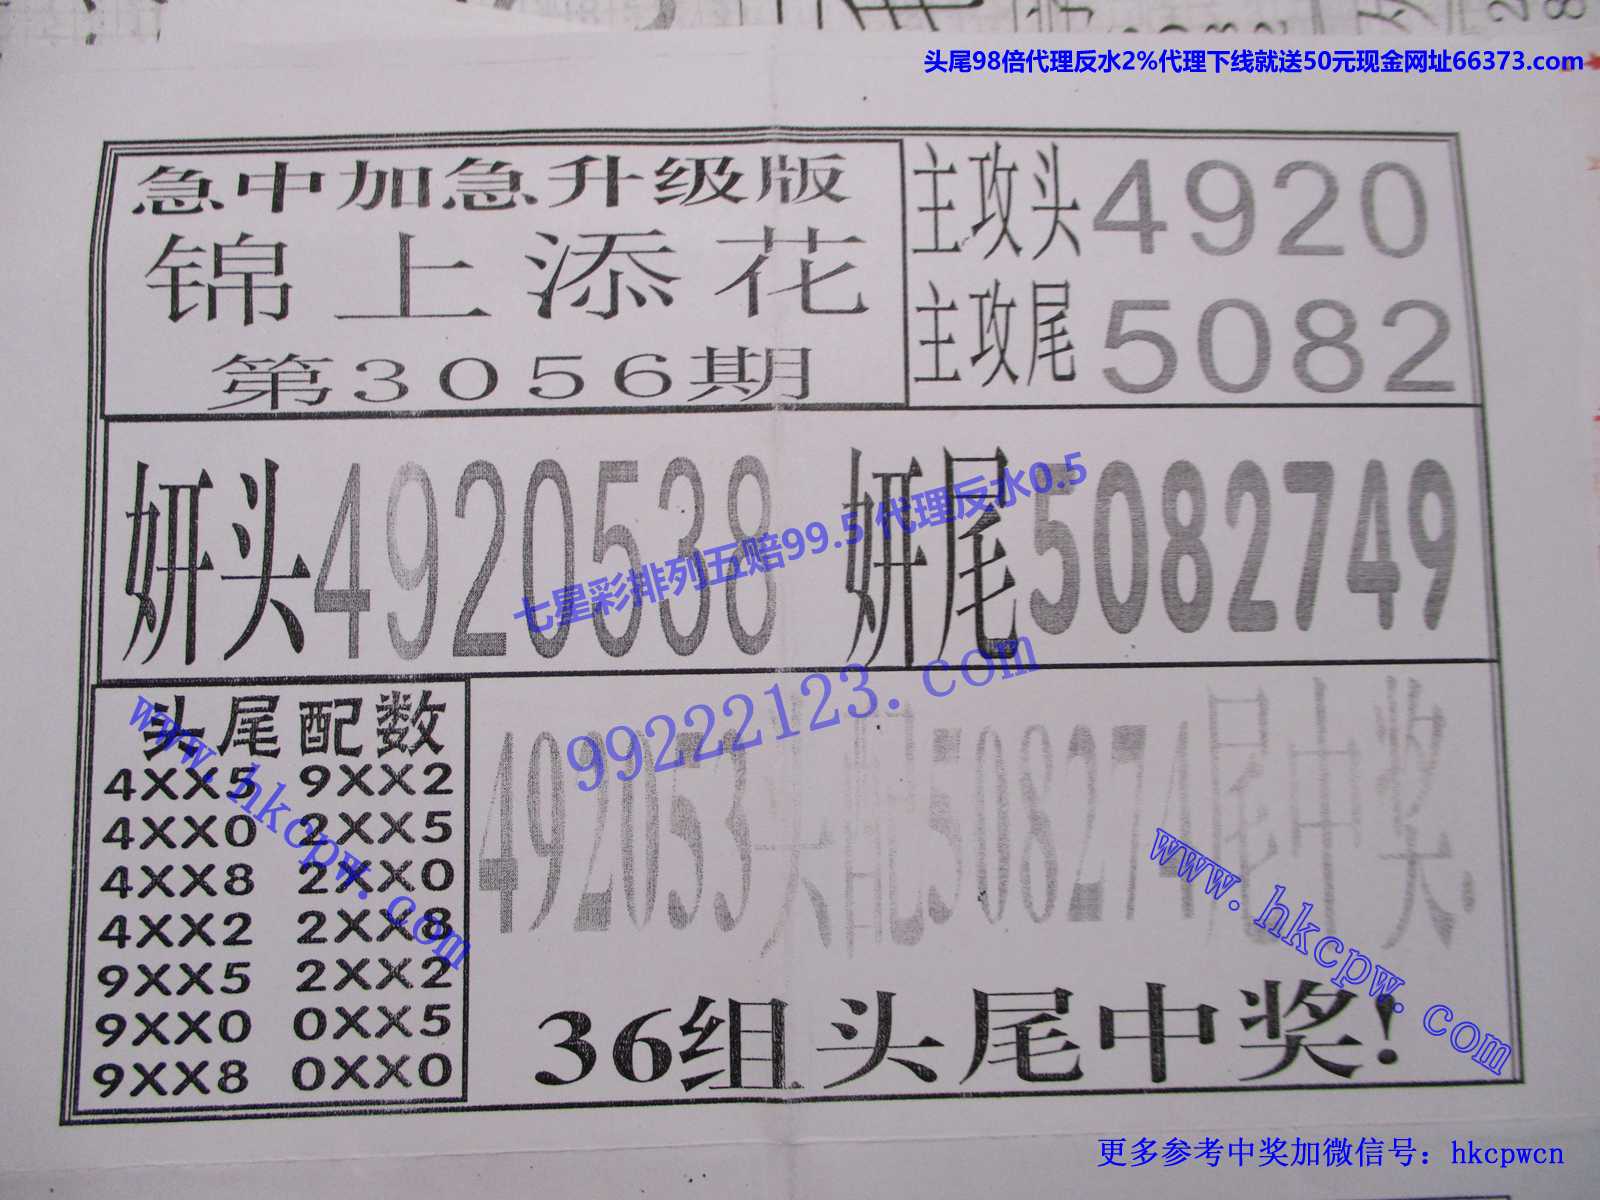 头尾98倍代理反水2%代理下线就送50元现金网址66373.com
急中加急升级版
锦上添花
第3056期
主攻头4920
主攻尾5082
妍头4920538 妍尾5082749
七星彩排列五赔99.5 代理反水0.5
99222123.com
头尾配数
4XX5 9XX2
4XX0 2XX5
4XX8 2XX0
4XX2 2XX8
9XX5 2XX2
9XX0 0XX5
9XX8 0XX0
www.hkcpw.com
492053头配508274尾中奖.
www.hkcpw.com
36组头尾中奖!
更多参考中奖加微信号：hkcpwcn